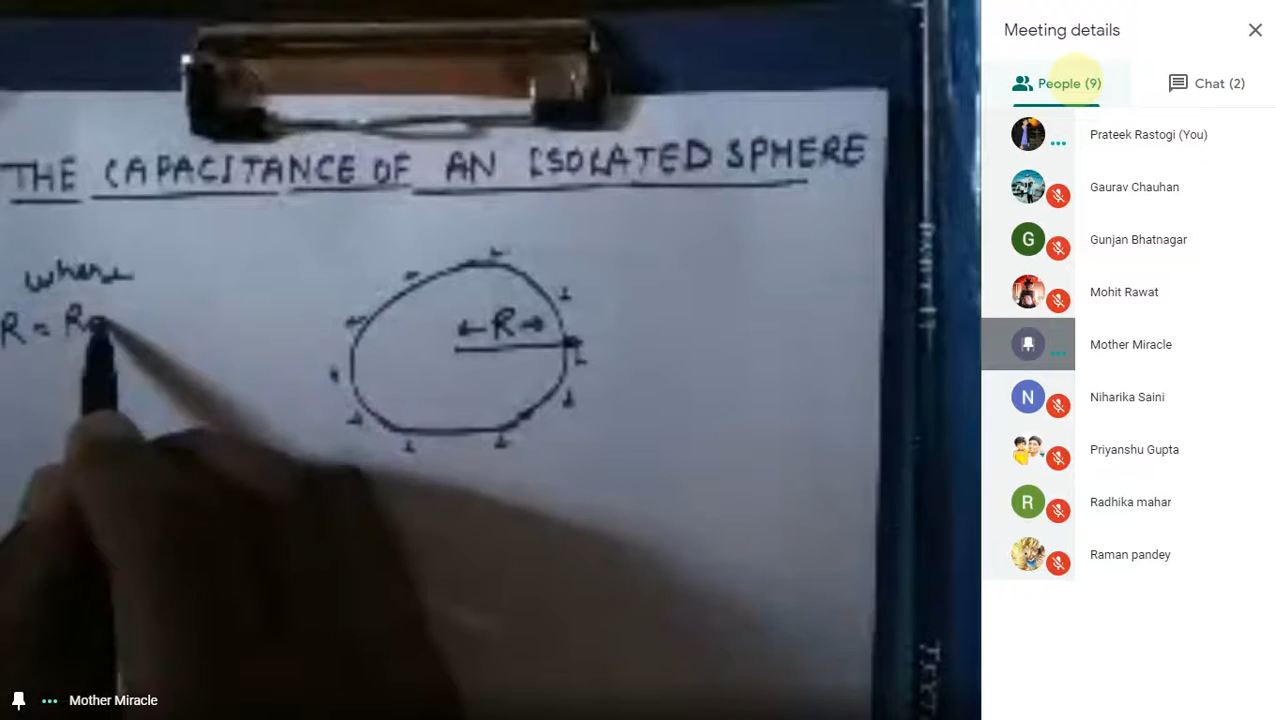 Meeting details
People (9)
Chat (2)
THE CAPACITANCE OF AN ISOLATED SPHERE
where
R = R
R
Prateek Rastogi (You)
Gaurav Chauhan
G Gunjan Bhatnagar
Mohit Rawat
Mother Miracle
N Niharika Saini
Priyanshu Gupta
R Radhika mahar
Raman pandey
Mother Miracle